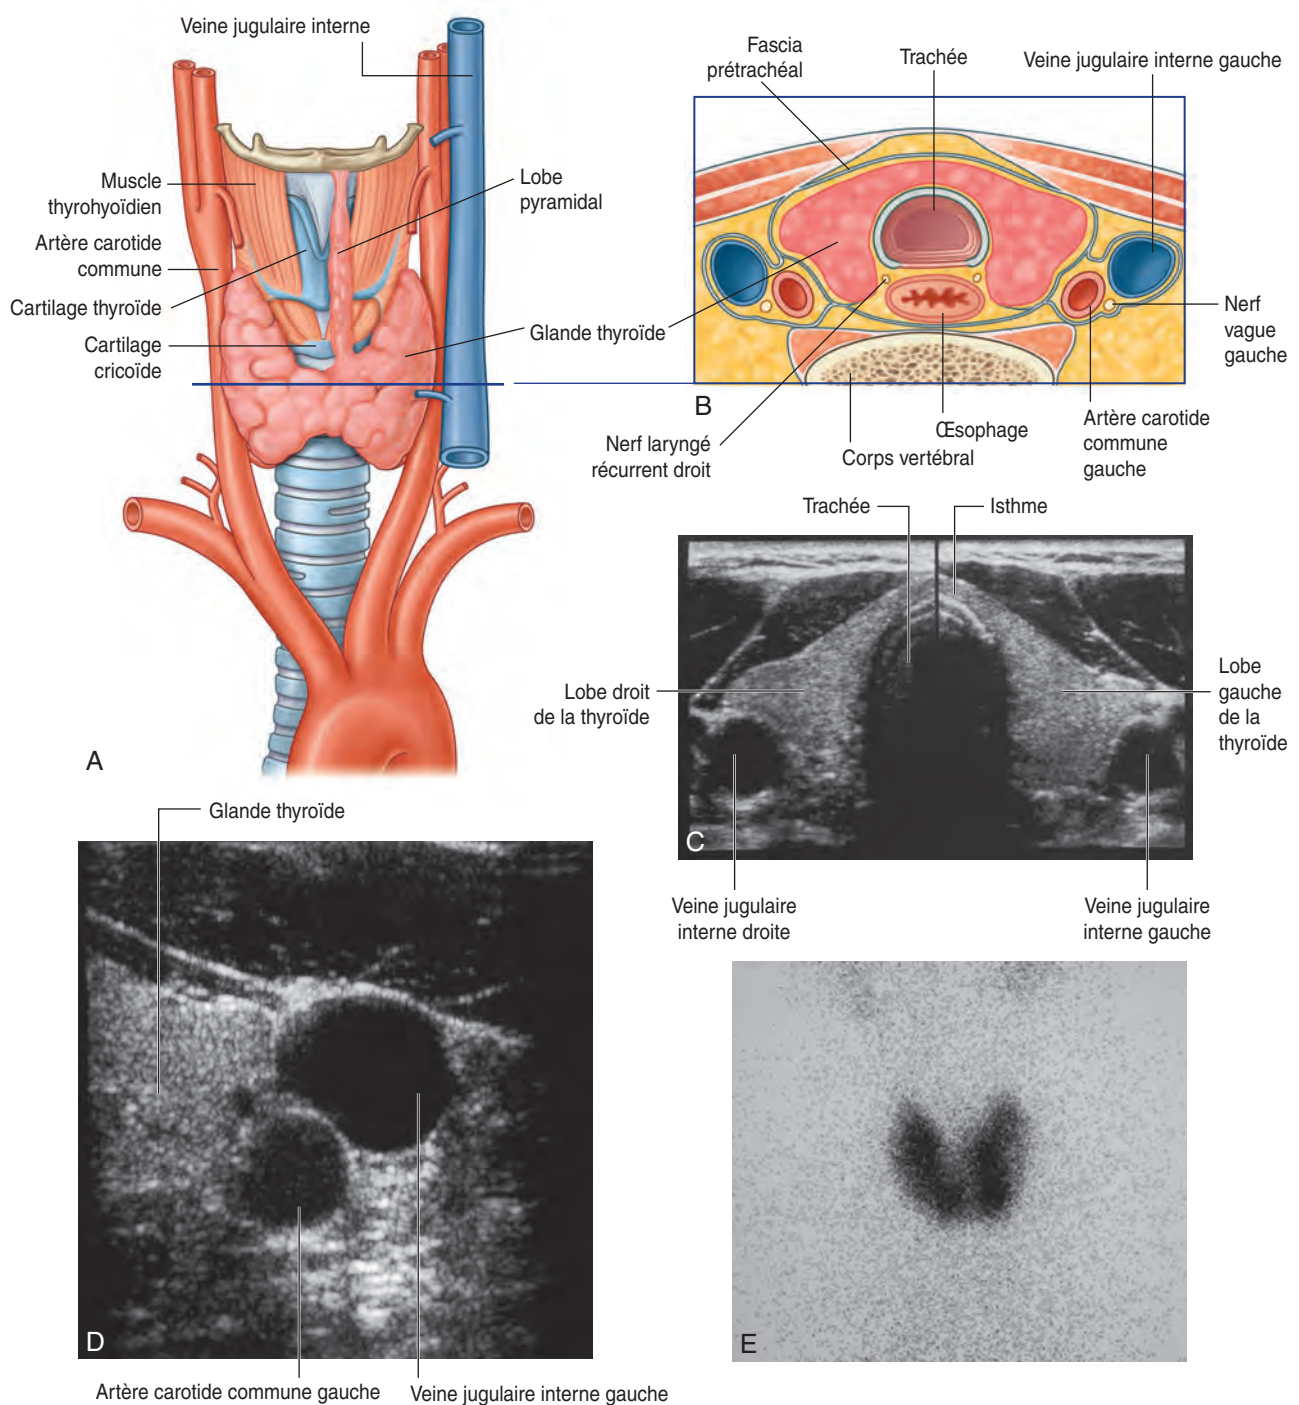 Veine jugulaire interne
Muscle
thyrohyoïdien
Artère carotide
commune
Cartilage thyroïde
Cartilage
cricoïde
Lobe
pyramidal
Glande thyroïde
A
Fascia
prétrachéal
Trachée
Veine jugulaire interne gauche
Nerf
vague
gauche
B
Nerf laryngé
récurrent droit
Corps vertébral
Œsophage
Artère carotide
commune
gauche
Trachée
Isthme
Lobe droit
de la thyroïde
Lobe
gauche
de la
thyroïde
C
Veine jugulaire
interne droite
Veine jugulaire
interne gauche
Glande thyroïde
D
Artère carotide commune gauche
Veine jugulaire interne gauche
E